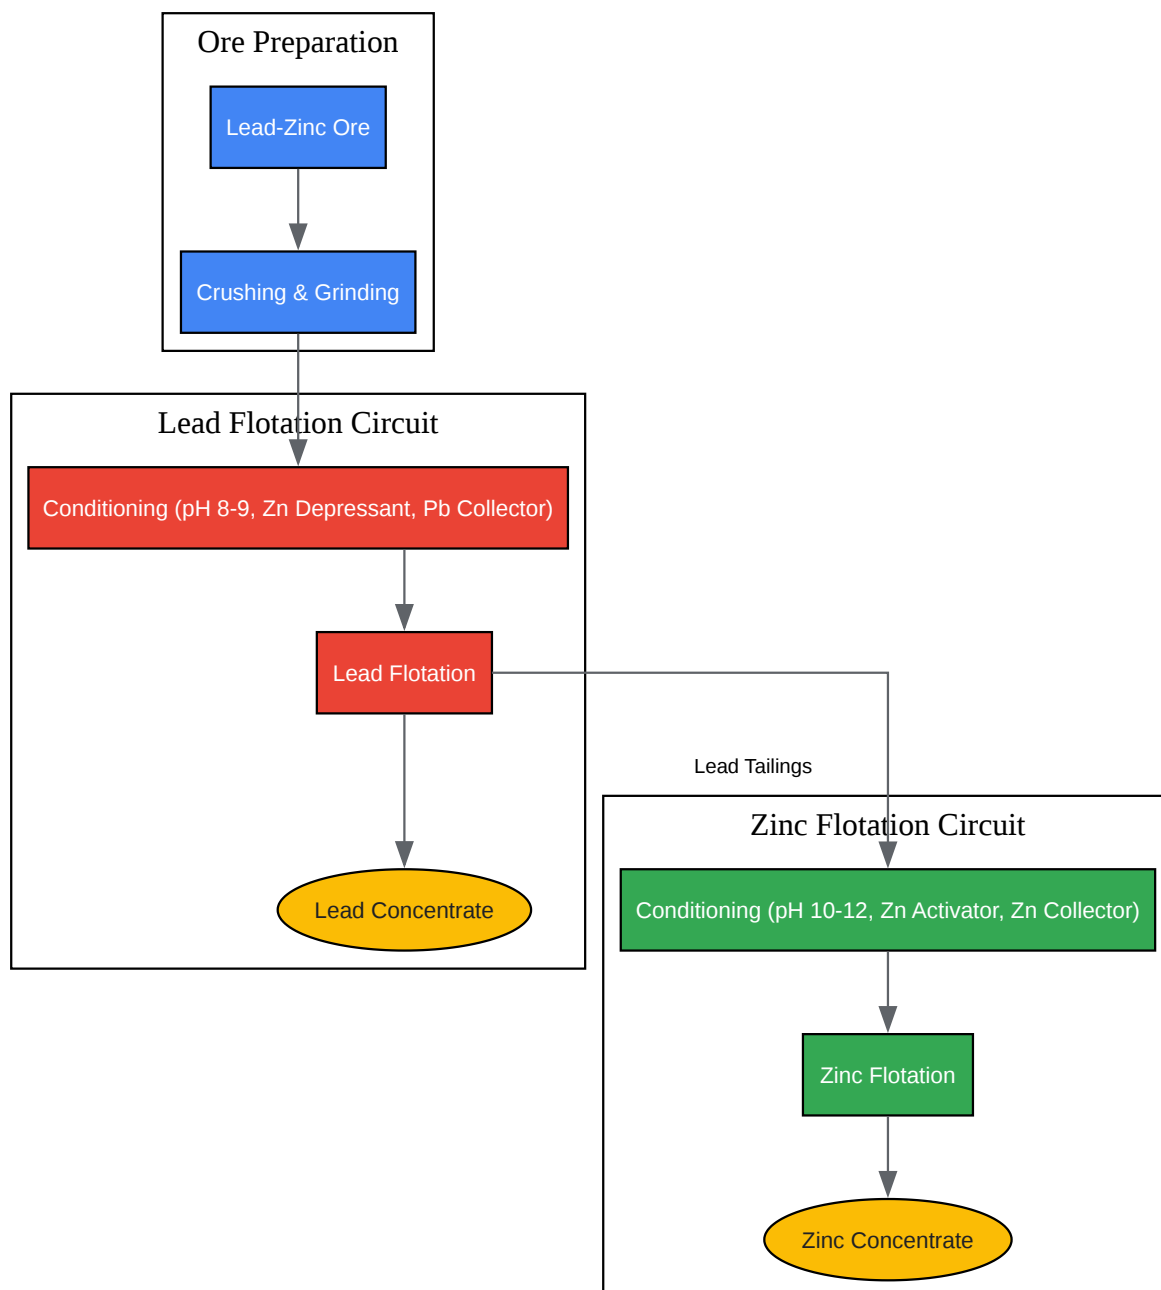 Ore Preparation
Lead-Zinc Ore
Crushing & Grinding
Lead Flotation Circuit
Conditioning (pH 8-9, Zn Depressant, Pb Collector)
Lead Flotation
Lead Concentrate
Lead Tailings
Zinc Flotation Circuit
Conditioning (pH 10-12, Zn Activator, Zn Collector)
Zinc Flotation
Zinc Concentrate